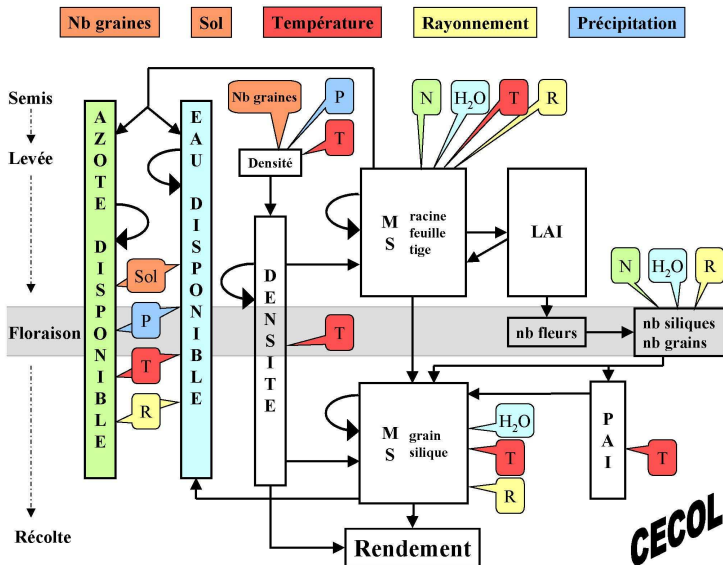 Nb graines
Sol
Température
Rayonnement
Précipitation
Semis
Levée
Floraison
Récolte
AZOTE DISPONIBLE
EAU DISPONIBLE
Sol
P
T
R
Nb graines
P
T
Densité
DENSITE
T
N
H2O
T
R
MS
racine
feuille
tige
LAI
nb fleurs
N
H2O
R
nb siliques
nb grains
MS
grain
silique
H2O
T
R
PAI
T
Rendement
CECOL